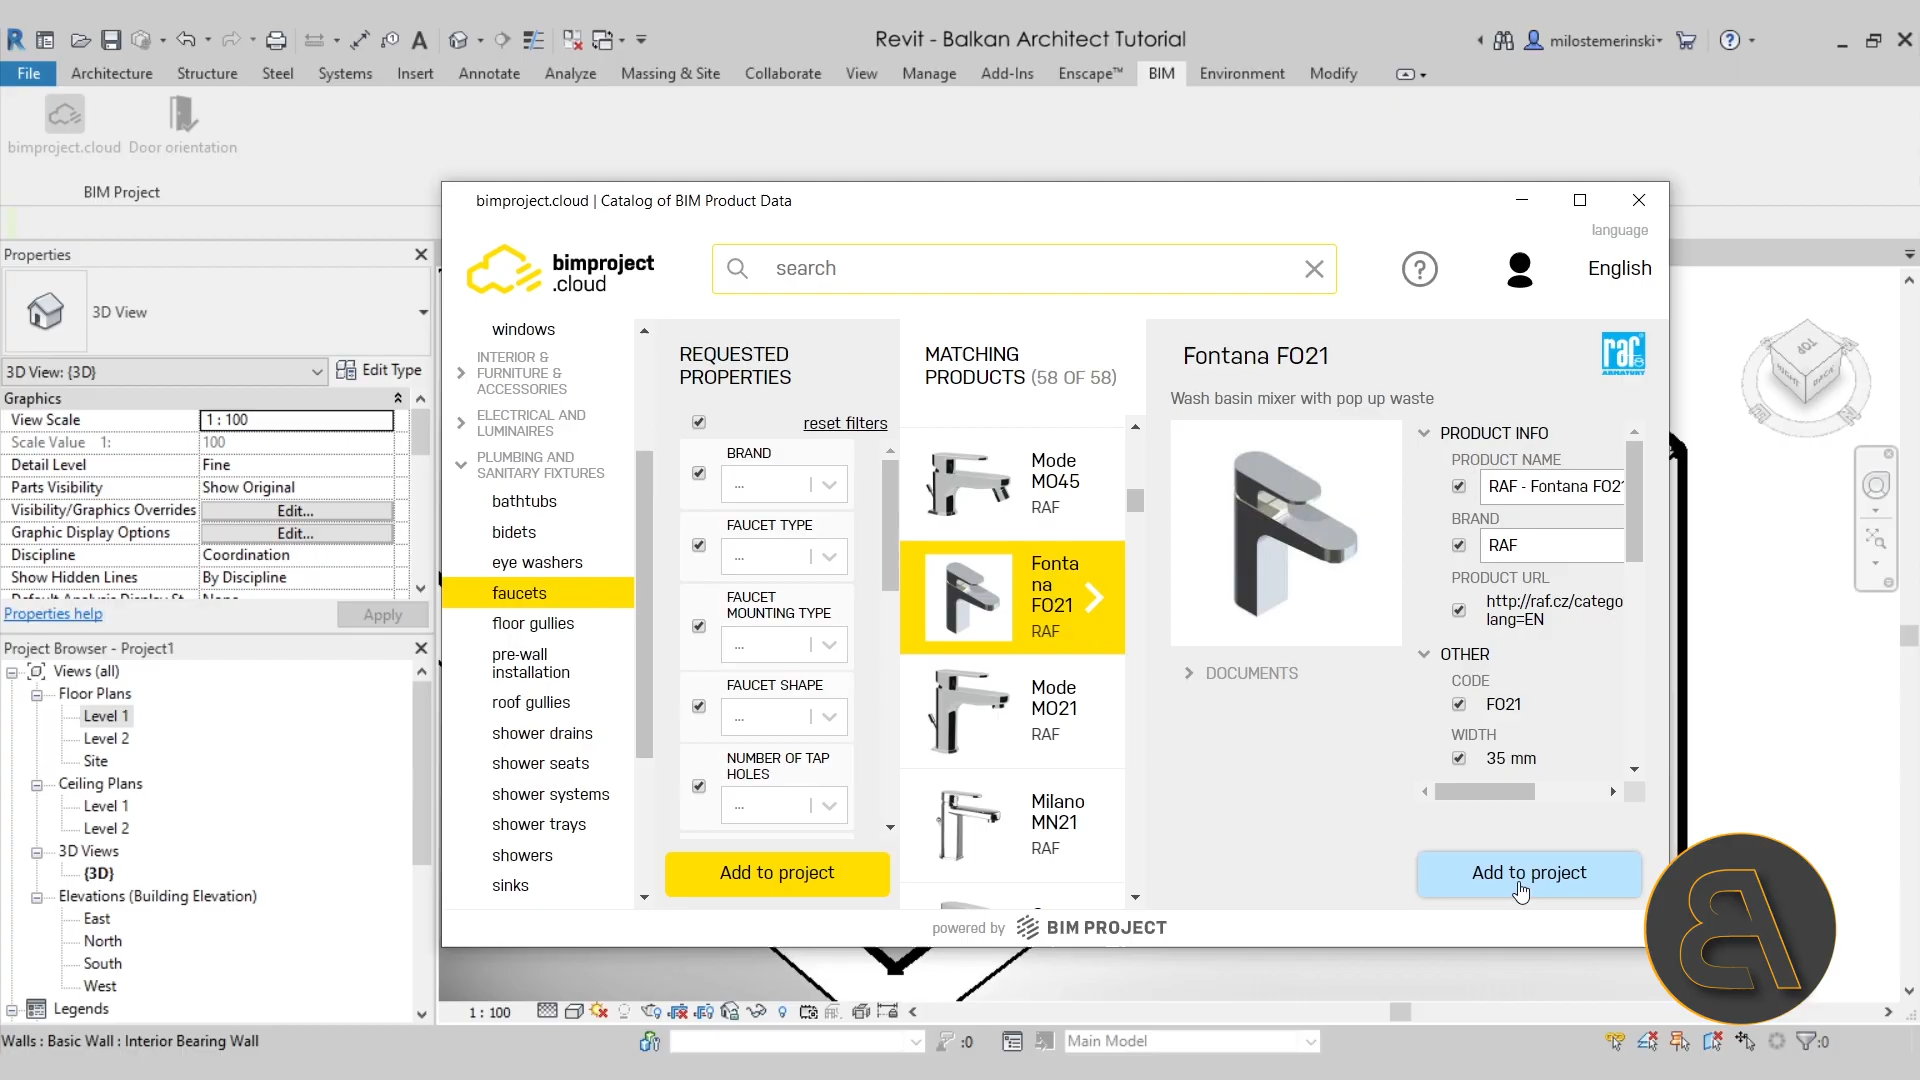 Revit - Balkan Architect Tutorial
milostemerinski
File
Architecture
Structure
Steel
Systems
Insert
Annotate
Analyze
Massing & Site
Collaborate
View
Manage
Add-Ins
Enscape™
BIM
Environment
Modify
bimproject.cloud
Door orientation
BIM Project
Properties
3D View
3D View: {3D}
Edit Type
Graphics
View Scale
1 : 100
Scale Value 1:
100
Detail Level
Fine
Parts Visibility
Show Original
Visibility/Graphics Overrides
Edit...
Graphic Display Options
Edit...
Discipline
Coordination
Show Hidden Lines
By Discipline
Properties help
Apply
Project Browser - Project1
Views (all)
Floor Plans
Level 1
Level 2
Site
Ceiling Plans
Level 1
Level 2
3D Views
{3D}
Elevations (Building Elevation)
East
North
South
West
Legends
bimproject.cloud | Catalog of BIM Product Data
language
bimproject
.cloud
search
English
windows
INTERIOR &
FURNITURE &
ACCESSORIES
ELECTRICAL AND
LUMINAIRES
PLUMBING AND
SANITARY FIXTURES
bathtubs
bidets
eye washers
faucets
floor gullies
pre-wall
installation
roof gullies
shower drains
shower seats
shower systems
shower trays
showers
sinks
REQUESTED
PROPERTIES
reset filters
BRAND
...
FAUCET TYPE
...
FAUCET
MOUNTING TYPE
...
FAUCET SHAPE
...
NUMBER OF TAP
HOLES
...
Add to project
MATCHING
PRODUCTS (58 OF 58)
Mode
MO45
RAF
Fonta
na
FO21
RAF
Mode
MO21
RAF
Milano
MN21
RAF
Fontana FO21
raf
ARMATURY
Wash basin mixer with pop up waste
DOCUMENTS
PRODUCT INFO
PRODUCT NAME
RAF - Fontana FO21
BRAND
RAF
PRODUCT URL
http://raf.cz/catego
lang=EN
OTHER
CODE
FO21
WIDTH
35 mm
Add to project
powered by BIM PROJECT
TOP
RIGHT
BACK
1 : 100
Walls : Basic Wall : Interior Bearing Wall
:0
Main Model
:0